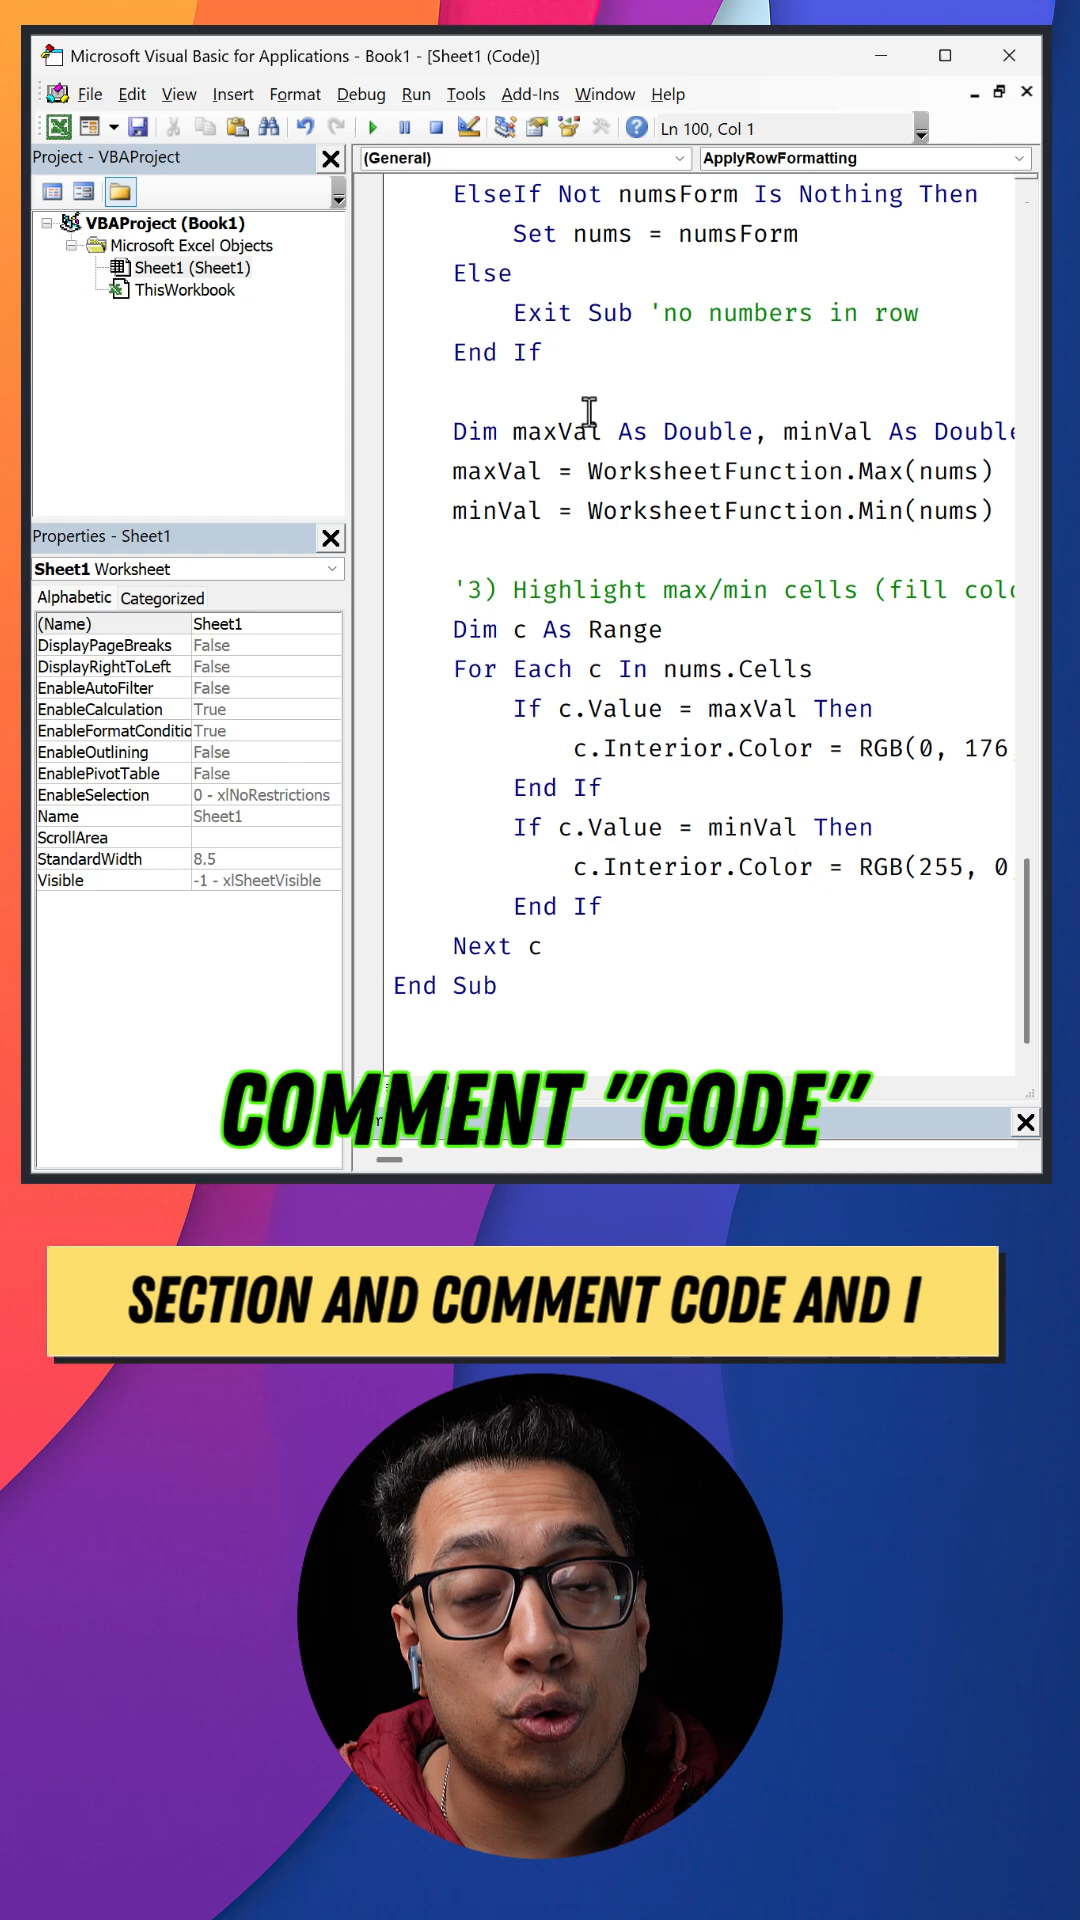 Microsoft Visual Basic for Applications - Book1 - [Sheet1 (Code)]
File Edit View Insert Format Debug Run Tools Add-Ins Window Help
Ln 100, Col 1
Project - VBAProject
VBAProject (Book1)
Microsoft Excel Objects
Sheet1 (Sheet1)
ThisWorkbook
Properties - Sheet1
Sheet1 Worksheet
Alphabetic Categorized
(Name) Sheet1
DisplayPageBreaks False
DisplayRightToLeft False
EnableAutoFilter False
EnableCalculation True
EnableFormatConditio True
EnableOutlining False
EnablePivotTable False
EnableSelection 0 - xlNoRestrictions
Name Sheet1
ScrollArea
StandardWidth 8.5
Visible -1 - xlSheetVisible
(General) ApplyRowFormatting
ElseIf Not numsForm Is Nothing Then
Set nums = numsForm
Else
Exit Sub 'no numbers in row
End If
Dim maxVal As Double, minVal As Double
maxVal = WorksheetFunction.Max(nums)
minVal = WorksheetFunction.Min(nums)
'3) Highlight max/min cells (fill colo
Dim c As Range
For Each c In nums.Cells
If c.Value = maxVal Then
c.Interior.Color = RGB(0, 176,
End If
If c.Value = minVal Then
c.Interior.Color = RGB(255, 0,
End If
Next c
End Sub
COMMENT "CODE"
SECTION AND COMMENT CODE AND I